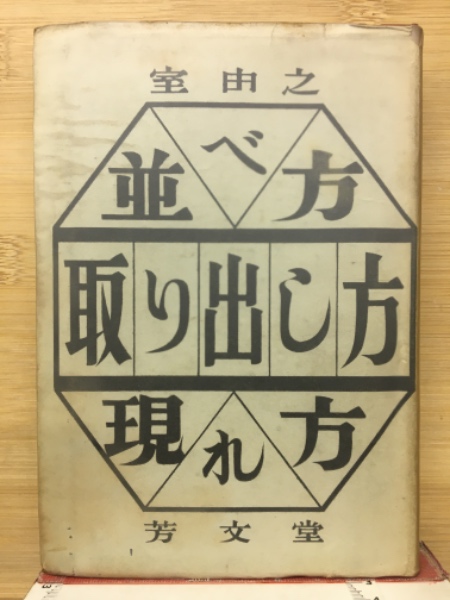 室由之
並べ方
取り出し方
現れ方
芳文堂